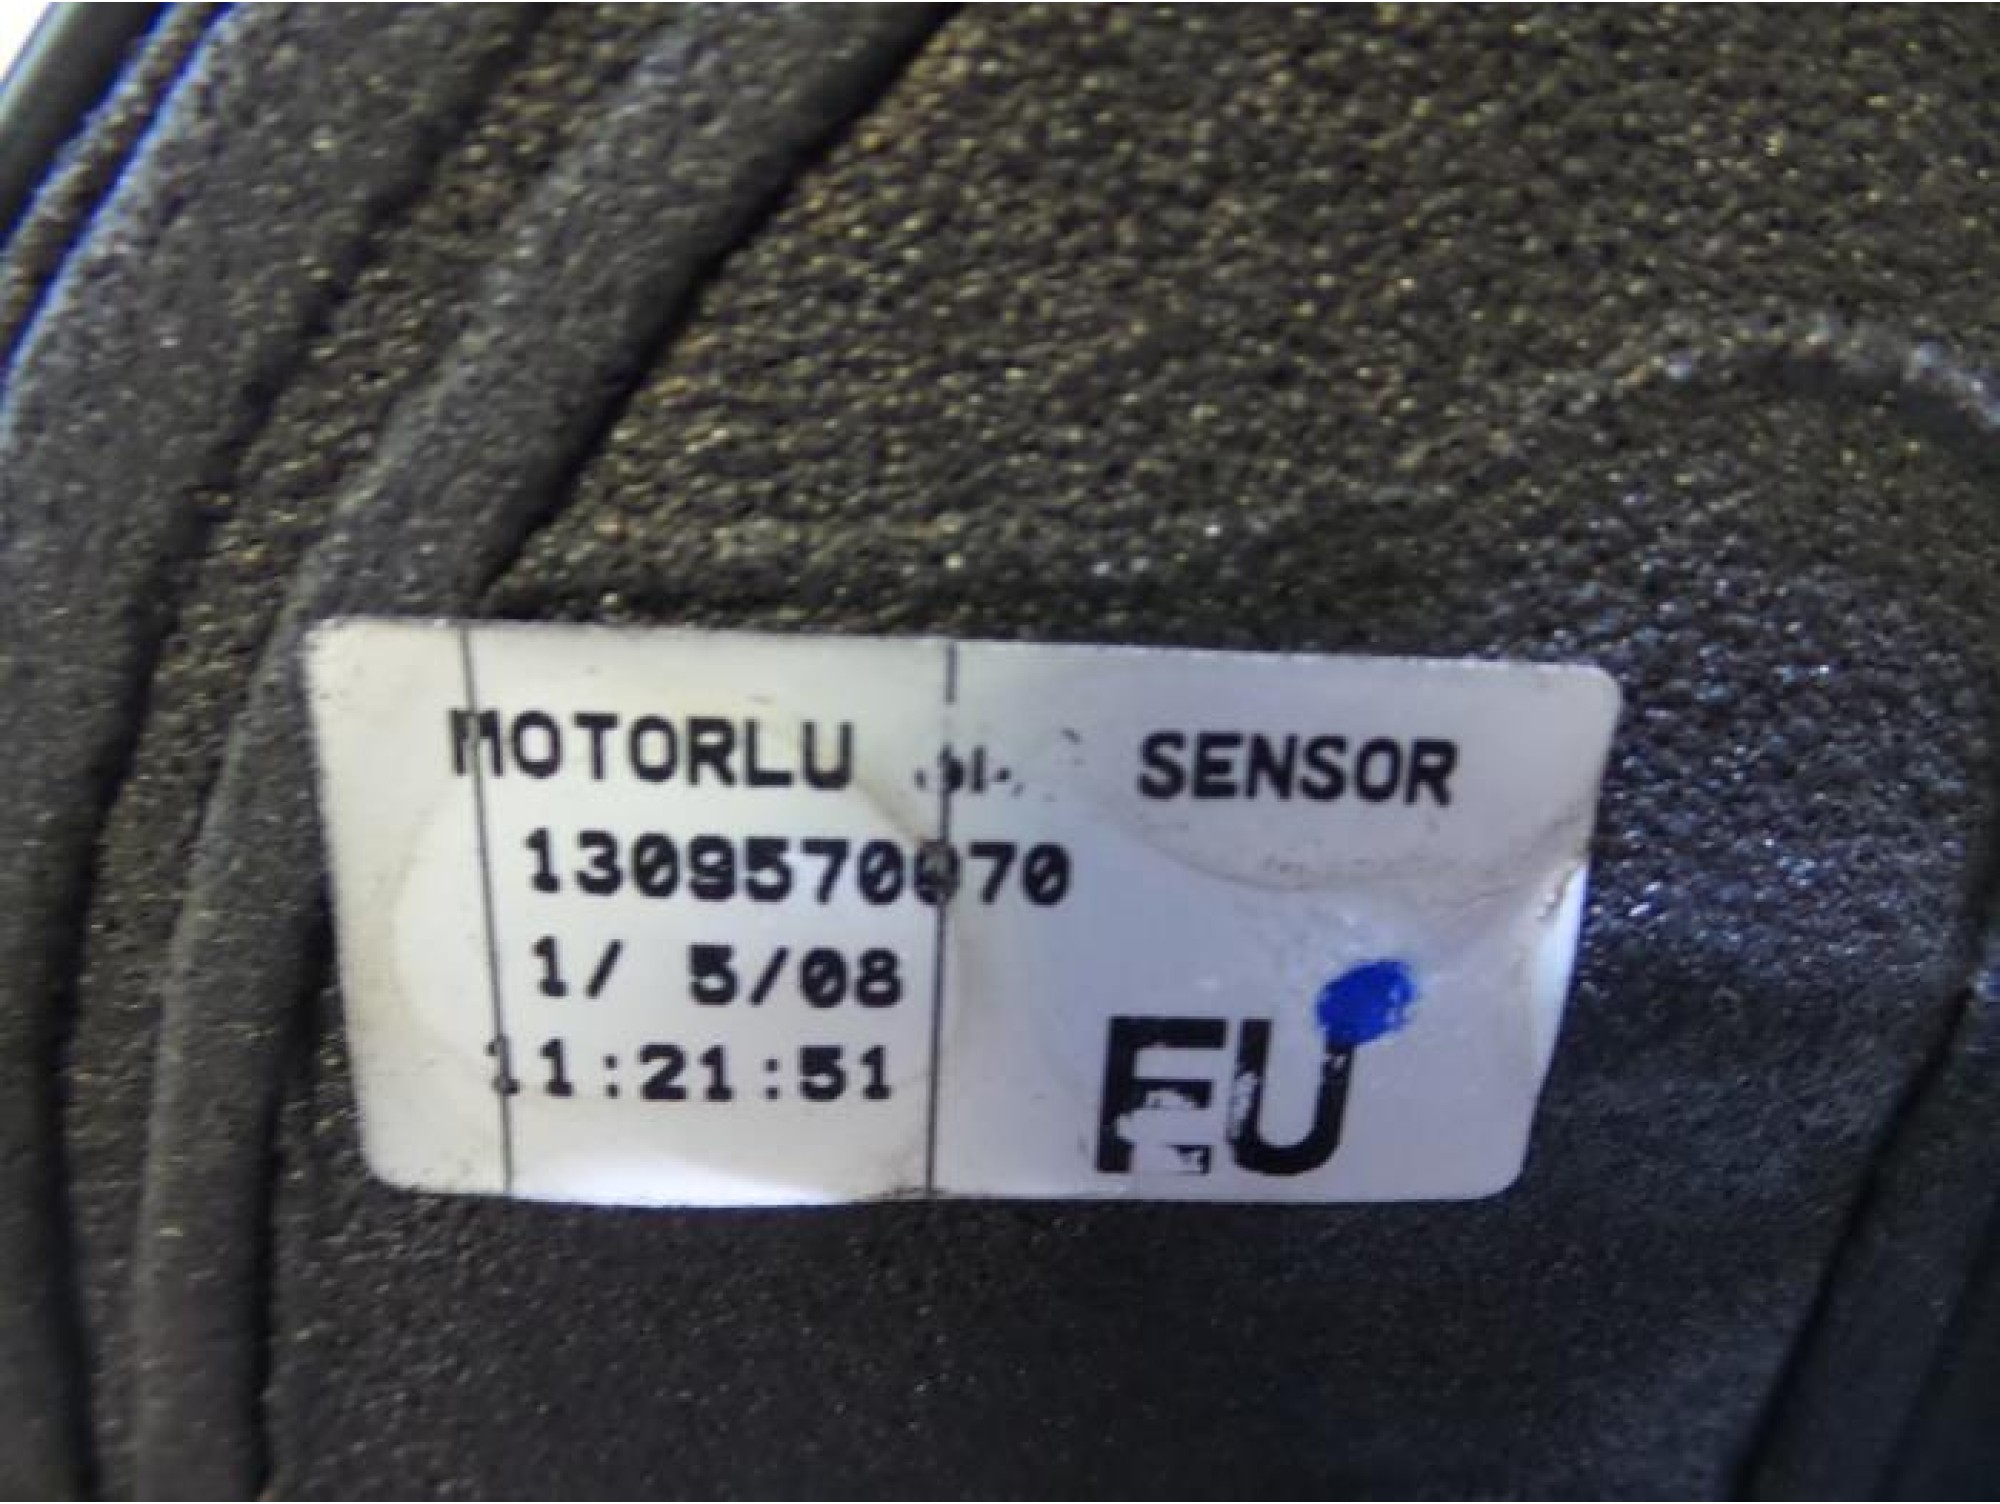 MOTORLU SENSOR
1309570070
1/ 5/08
11:21:51
EU